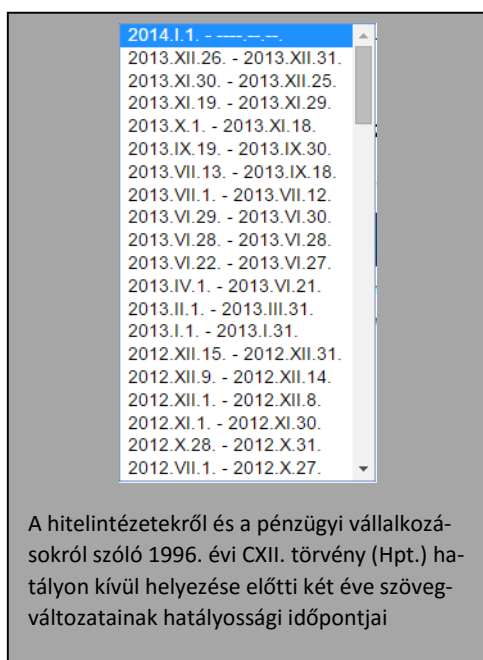 2014.I.1. - ----.--.--.
2013.XII.26. - 2013.XII.31.
2013.XI.30. - 2013.XII.25.
2013.XI.19. - 2013.XI.29.
2013.X.1. - 2013.XI.18.
2013.IX.19. - 2013.IX.30.
2013.VII.13. - 2013.IX.18.
2013.VII.1. - 2013.VII.12.
2013.VI.29. - 2013.VI.30.
2013.VI.28. - 2013.VI.28.
2013.VI.22. - 2013.VI.27.
2013.IV.1. - 2013.VI.21.
2013.II.1. - 2013.III.31.
2013.I.1. - 2013.I.31.
2012.XII.15. - 2012.XII.31.
2012.XII.9. - 2012.XII.14.
2012.XII.1. - 2012.XII.8.
2012.XI.1. - 2012.XI.30.
2012.X.28. - 2012.X.31.
2012.VII.1. - 2012.X.27.
A hitelintézetekről és a pénzügyi vállalkozá-
sokról szóló 1996. évi CXII. törvény (Hpt.) ha-
tályon kívül helyezése előtti két éve szöveg-
változatainak hatályossági időpontjai